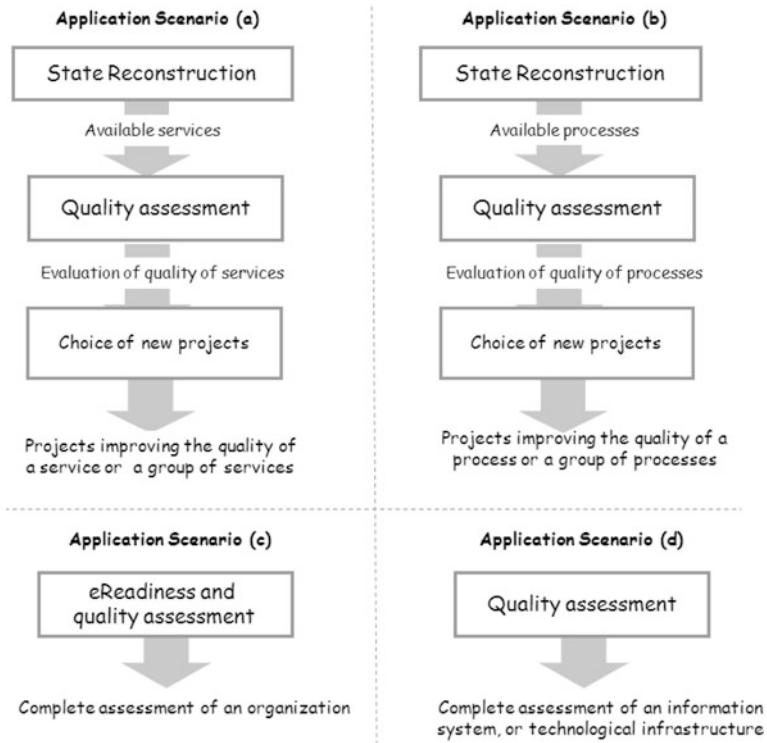 Application Scenario (a)
State Reconstruction
Available services
Quality assessment
Evaluation of quality of services
Choice of new projects
Projects improving the quality of
a service or a group of services
Application Scenario (b)
State Reconstruction
Available processes
Quality assessment
Evaluation of quality of processes
Choice of new projects
Projects improving the quality of a
process or a group of processes
Application Scenario (c)
eReadiness and
quality assessment
Complete assessment of an organization
Application Scenario (d)
Quality assessment
Complete assessment of an information
system, or technological infrastructure